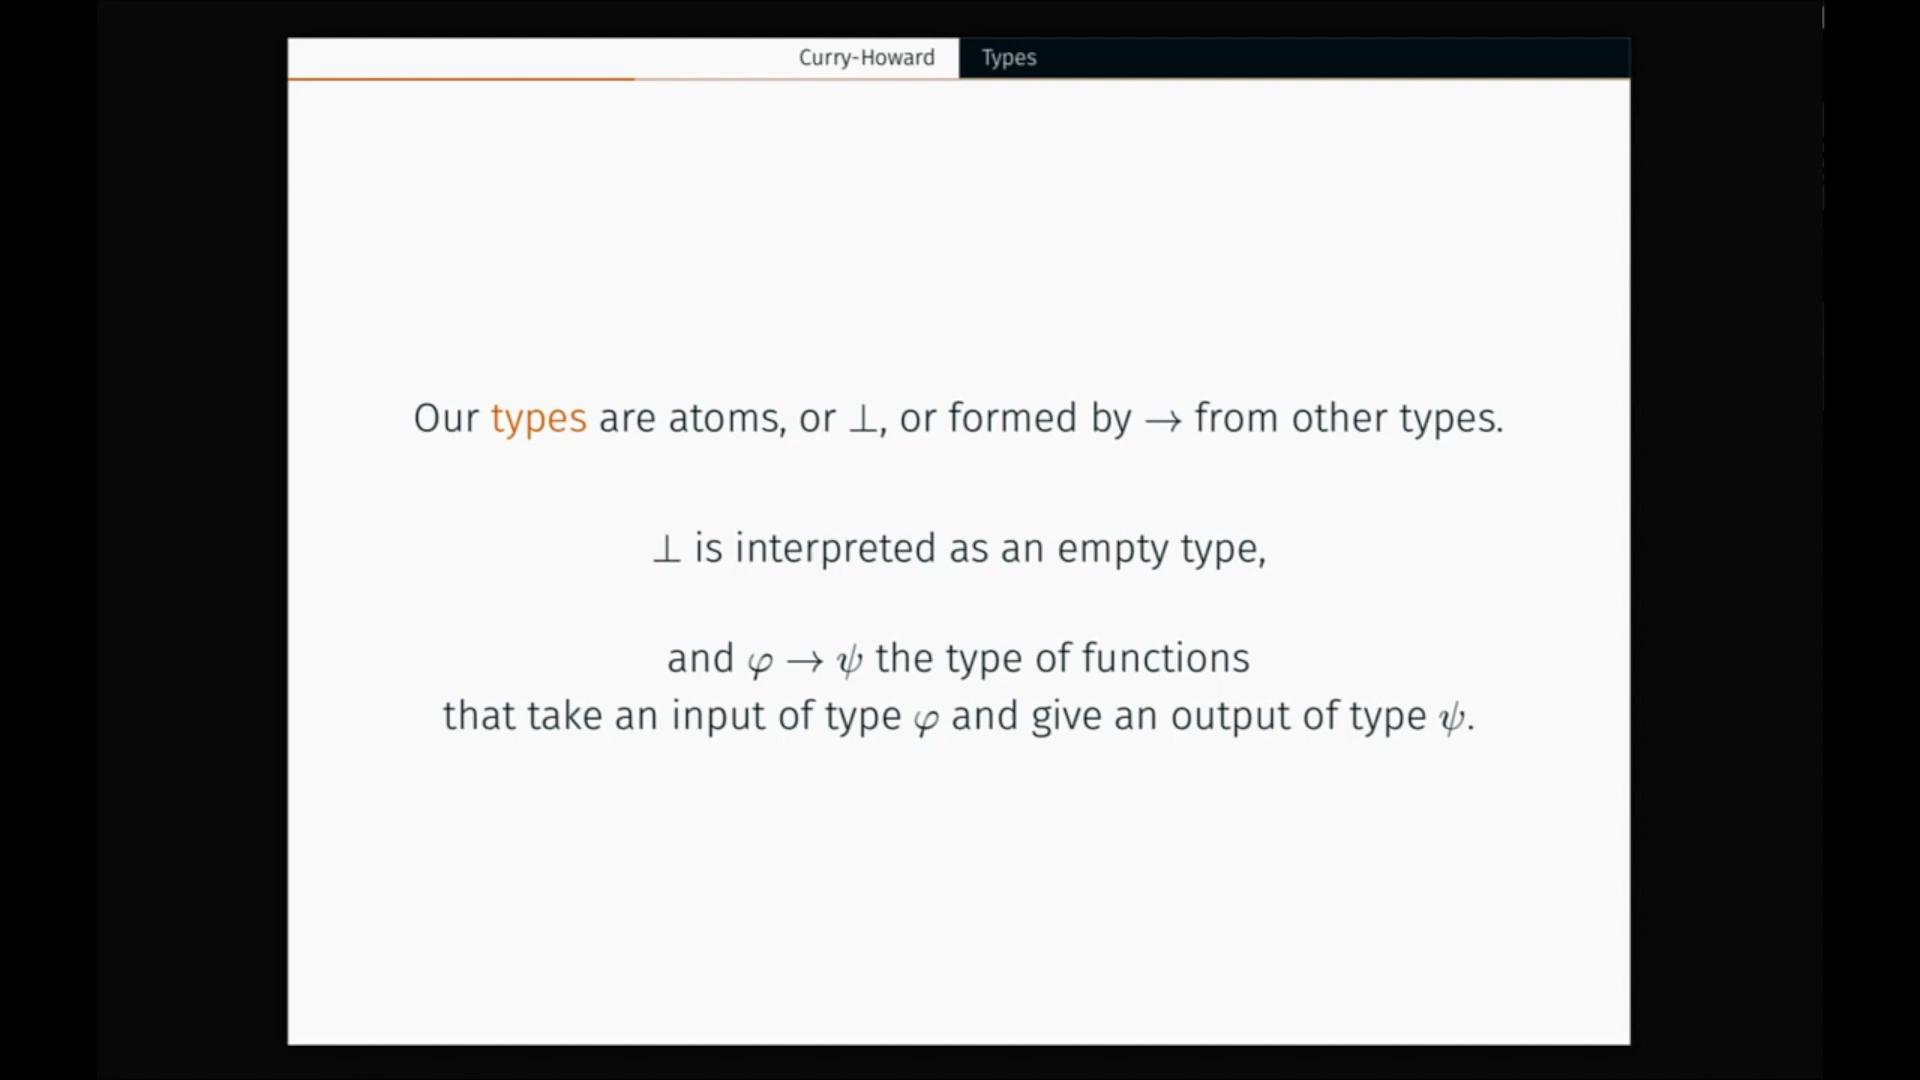 Curry-Howard
Types
Our types are atoms, or ⊥, or formed by → from other types.
⊥ is interpreted as an empty type,
and φ → ψ the type of functions
that take an input of type φ and give an output of type ψ.